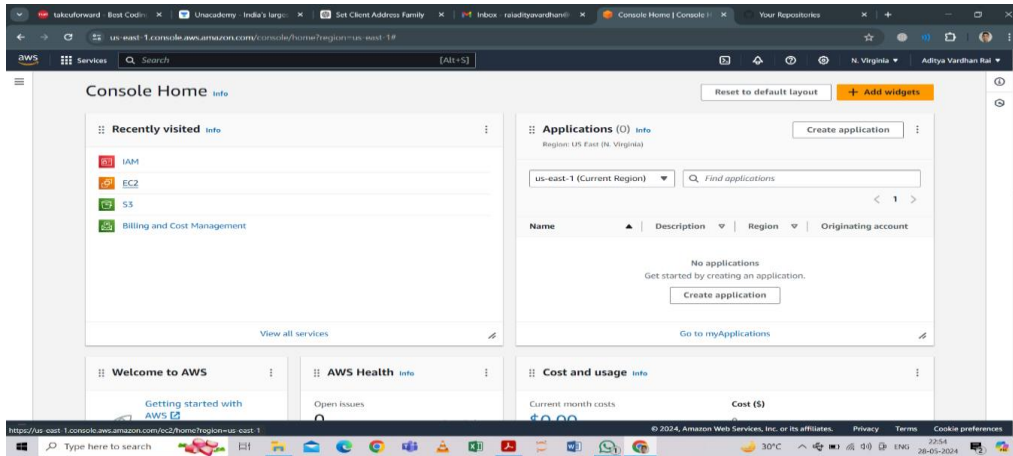 takeuforward - Best Codin
Unacademy - India's large
Set Client Address Family
Inbox - raiadityavardhan@
Console Home | Console H
Your Repositories
us-east-1.console.aws.amazon.com/console/home?region=us-east-1#
aws
Services
Search
[Alt+S]
N. Virginia
Aditya Vardhan Rai
Console Home Info
Reset to default layout
+ Add widgets
Recently visited Info
IAM
EC2
S3
Billing and Cost Management
View all services
Applications (0) Info
Region: US East (N. Virginia)
Create application
us-east-1 (Current Region)
Find applications
1
Name Description Region Originating account
No applications
Get started by creating an application.
Create application
Go to myApplications
Welcome to AWS
Getting started with
AWS
AWS Health Info
Open issues
0
Cost and usage Info
Current month costs
$0.00
Cost ($)
https://us-east-1.console.aws.amazon.com/ec2/home?region=us-east-1
© 2024, Amazon Web Services, Inc. or its affiliates.
Privacy Terms Cookie preferences
Type here to search
30°C
ENG
22:54
28-05-2024